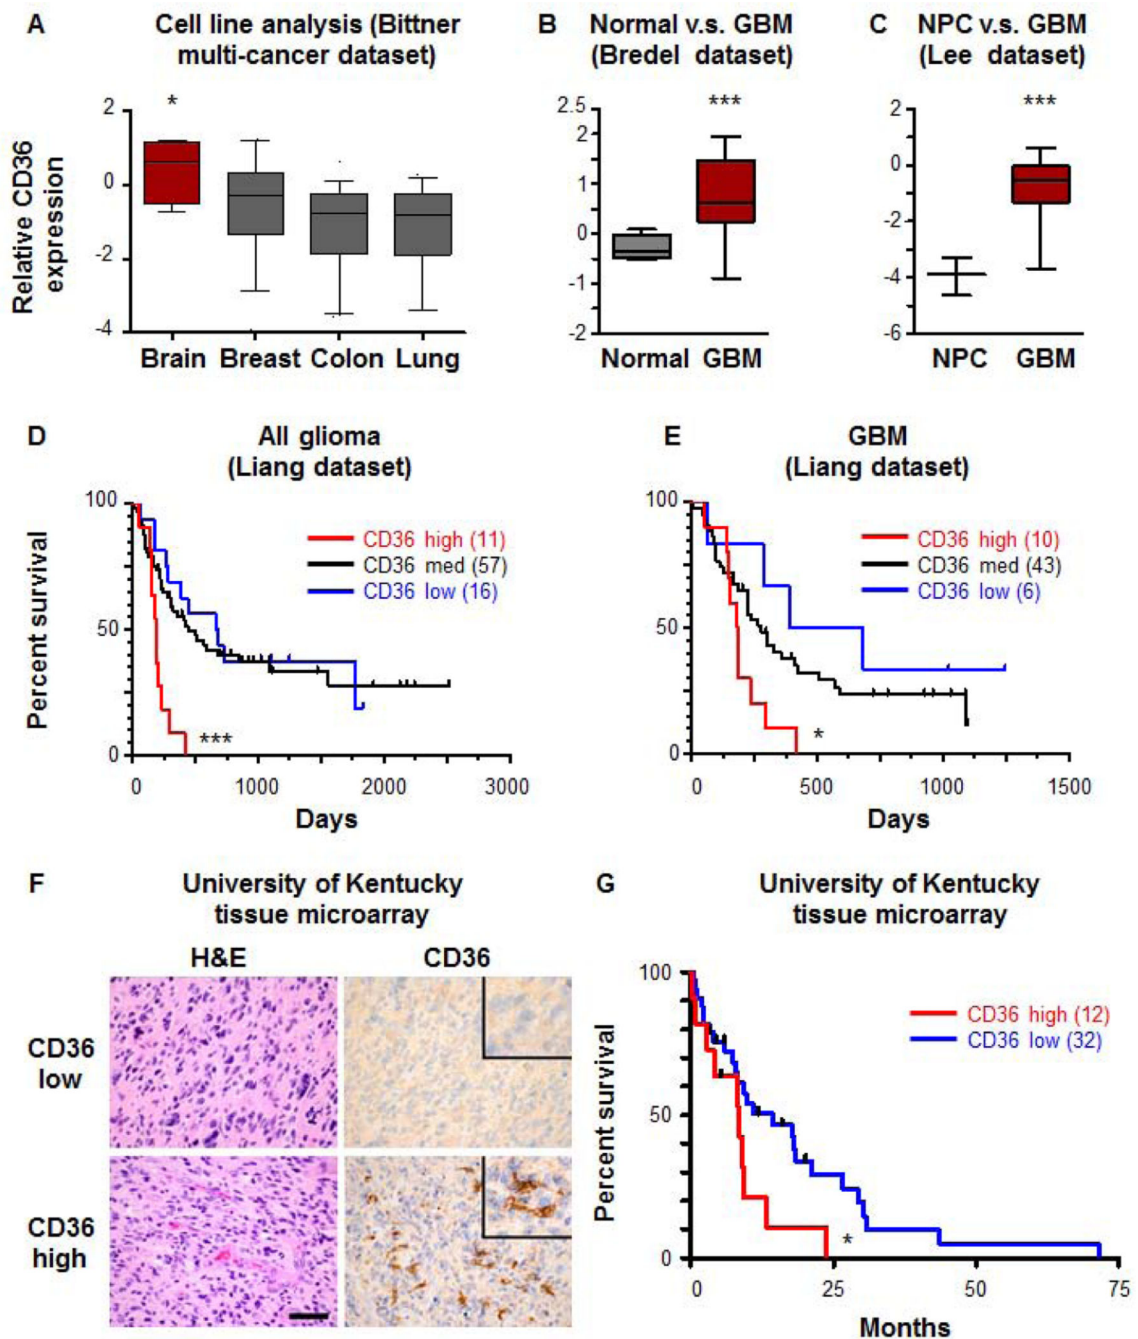 A
Cell line analysis (Bittner
multi-cancer dataset)
*
2
0
-2
-4
Relative CD36
expression
Brain Breast Colon Lung
B
Normal v.s. GBM
(Bredel dataset)
***
2.5
2
1
0
-1
-2
Normal GBM
C
NPC v.s. GBM
(Lee dataset)
***
2
0
-2
-4
-6
NPC GBM
D
All glioma
(Liang dataset)
100
50
0
Percent survival
CD36 high (11)
CD36 med (57)
CD36 low (16)
***
0 1000 2000 3000
Days
E
GBM
(Liang dataset)
100
50
0
Percent survival
CD36 high (10)
CD36 med (43)
CD36 low (6)
*
0 500 1000 1500
Days
F
University of Kentucky
tissue microarray
H&E CD36
CD36
low
CD36
high
G
University of Kentucky
tissue microarray
100
50
0
Percent survival
CD36 high (12)
CD36 low (32)
*
0 25 50 75
Months